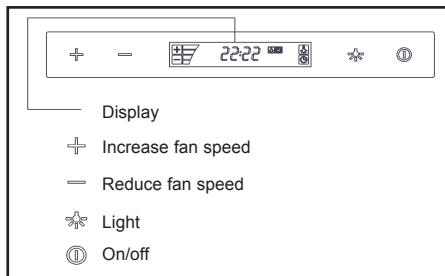 22:22
Display
Increase fan speed
Reduce fan speed
Light
On/off